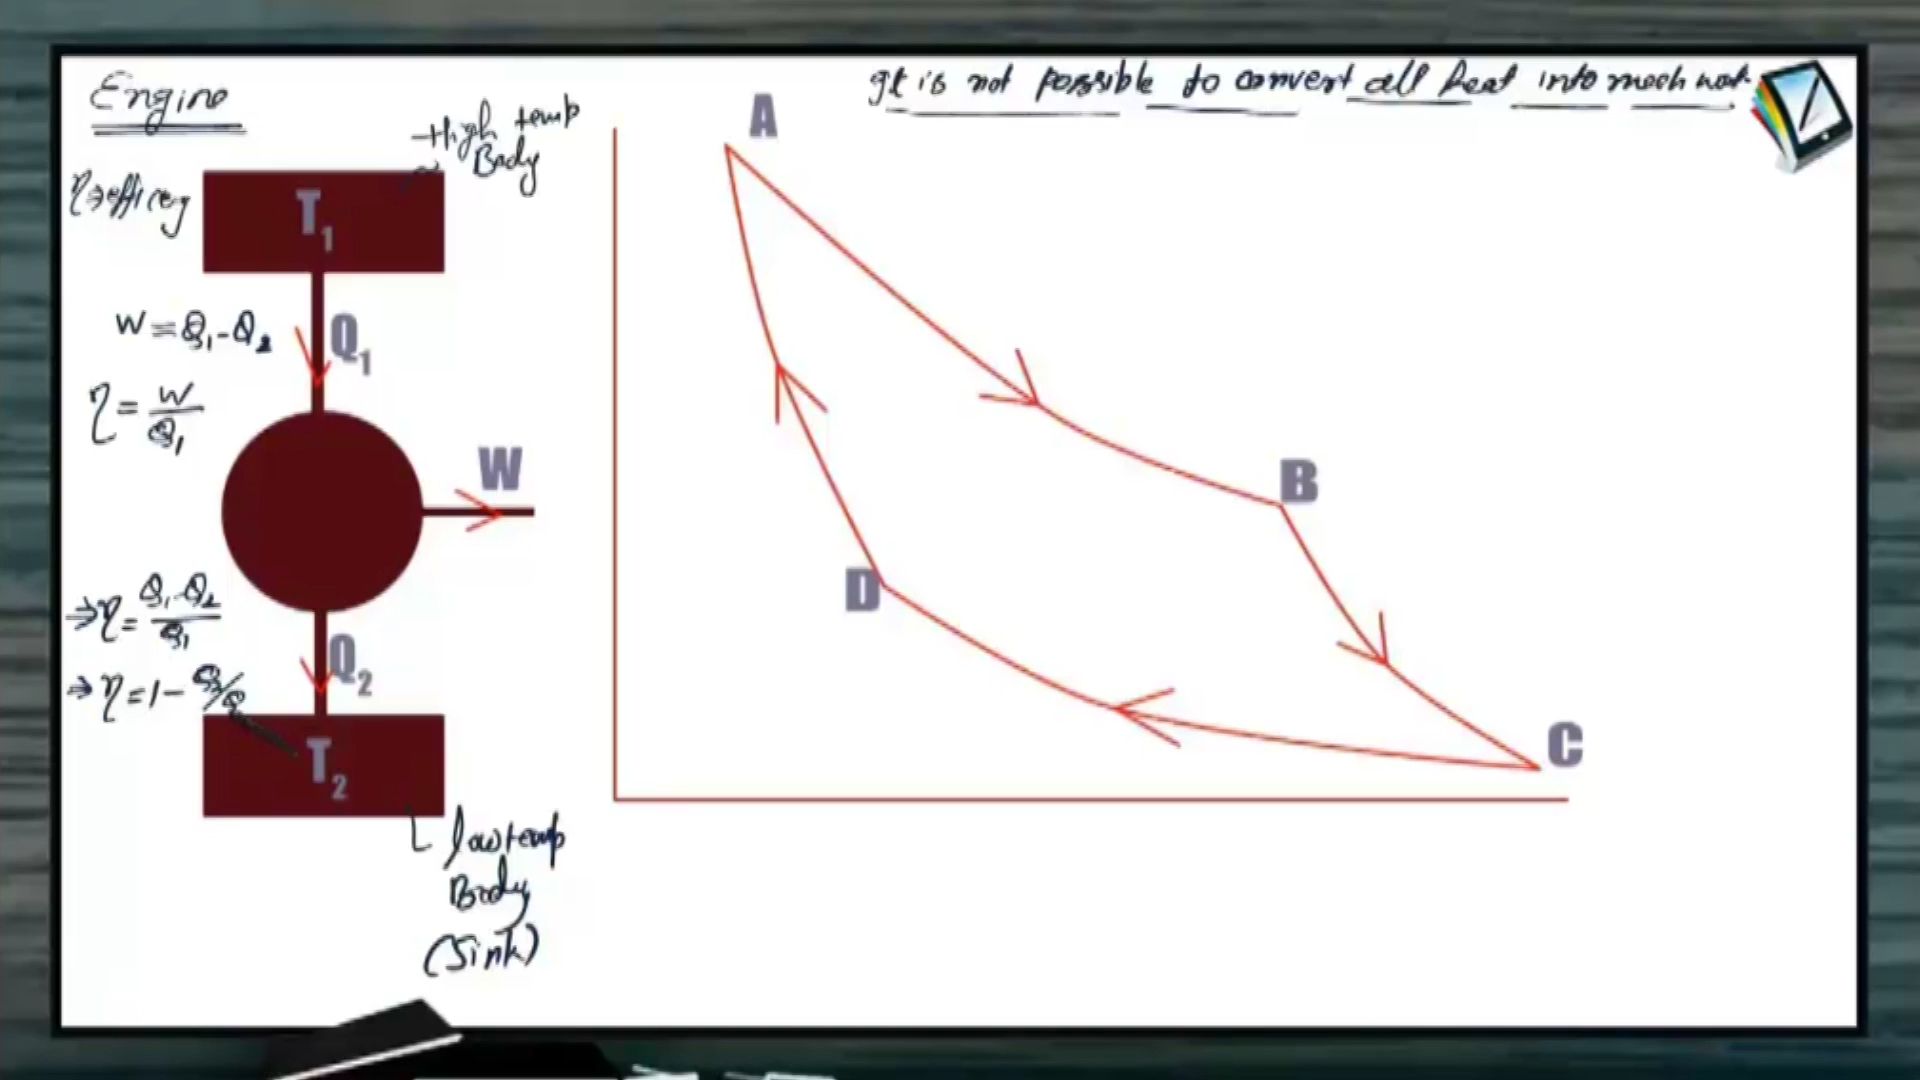 Engine
It is not possible to convert all heat into mech work
High temp
Body
η → efficey
T1
W = Q1 - Q2
Q1
η = W/Q1
W
⇒ η = Q1-Q2/Q1
Q2
⇒ η = 1 - Q2/Q1
T2
low temp
Body
(Sink)
A
B
D
C